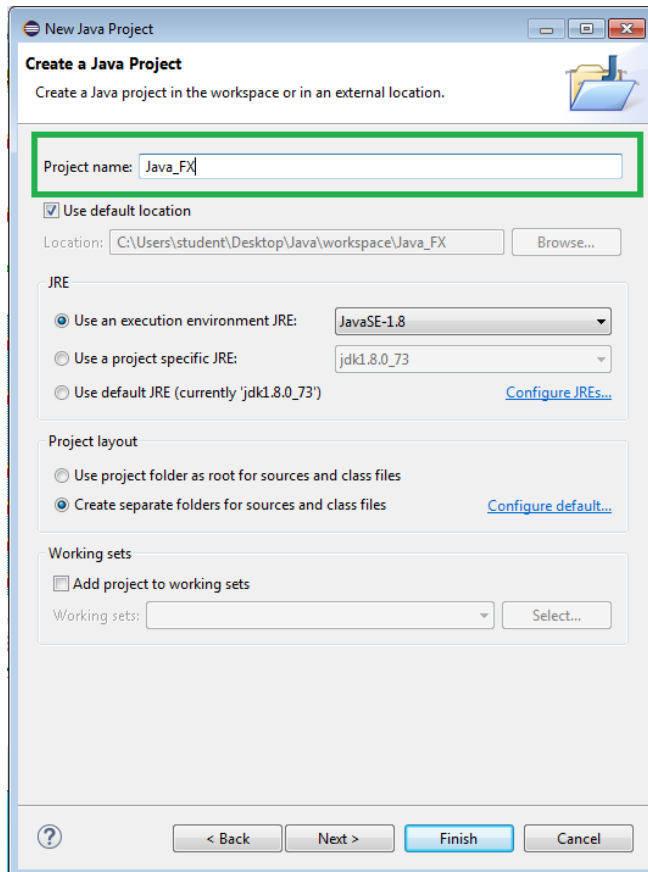 New Java Project
Create a Java Project
Create a Java project in the workspace or in an external location.
Project name: Java_FX
Use default location
Location: C:\Users\student\Desktop\Java\workspace\Java_FX Browse...
JRE
Use an execution environment JRE: JavaSE-1.8
Use a project specific JRE: jdk1.8.0_73
Use default JRE (currently 'jdk1.8.0_73') Configure JREs...
Project layout
Use project folder as root for sources and class files
Create separate folders for sources and class files Configure default...
Working sets
Add project to working sets
Working sets: Select...
? < Back Next > Finish Cancel